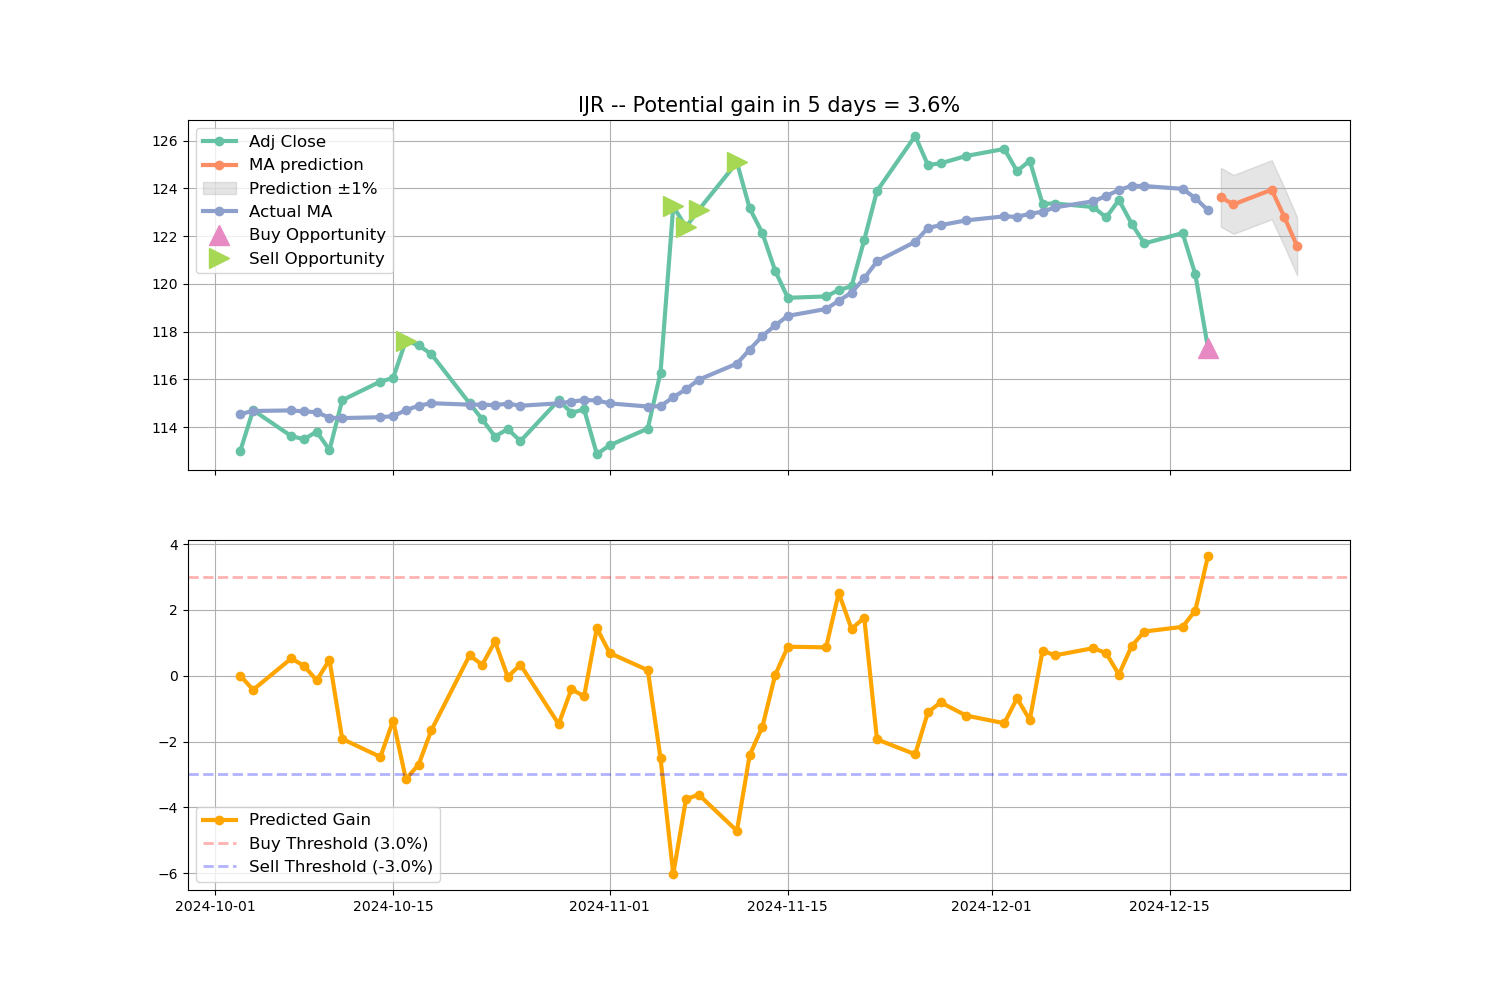 IJR -- Potential gain in 5 days = 3.6%
126
124
122
120
118
116
114
Adj Close
MA prediction
Prediction ±1%
Actual MA
Buy Opportunity
Sell Opportunity
4
2
0
−2
−4
−6
Predicted Gain
Buy Threshold (3.0%)
Sell Threshold (-3.0%)
2024-10-01
2024-10-15
2024-11-01
2024-11-15
2024-12-01
2024-12-15